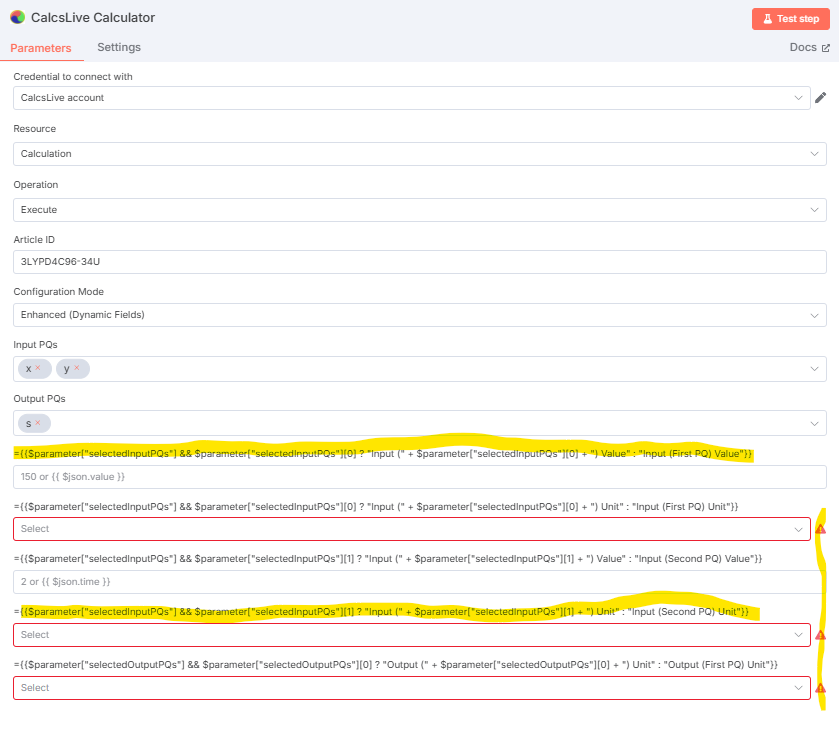 CalcsLive Calculator
Test step
Parameters
Settings
Docs
Credential to connect with
CalcsLive account
Resource
Calculation
Operation
Execute
Article ID
3LYPD4C96-34U
Configuration Mode
Enhanced (Dynamic Fields)
Input PQs
x × y ×
Output PQs
s ×
={{$parameter["selectedInputPQs"] && $parameter["selectedInputPQs"][0] ? "Input (" + $parameter["selectedInputPQs"][0] + ") Value" : "Input (First PQ) Value"}}
150 or {{ $json.value }}
={{$parameter["selectedInputPQs"] && $parameter["selectedInputPQs"][0] ? "Input (" + $parameter["selectedInputPQs"][0] + ") Unit" : "Input (First PQ) Unit"}}
Select
={{$parameter["selectedInputPQs"] && $parameter["selectedInputPQs"][1] ? "Input (" + $parameter["selectedInputPQs"][1] + ") Value" : "Input (Second PQ) Value"}}
2 or {{ $json.time }}
={{$parameter["selectedInputPQs"] && $parameter["selectedInputPQs"][1] ? "Input (" + $parameter["selectedInputPQs"][1] + ") Unit" : "Input (Second PQ) Unit"}}
Select
={{$parameter["selectedOutputPQs"] && $parameter["selectedOutputPQs"][0] ? "Output (" + $parameter["selectedOutputPQs"][0] + ") Unit" : "Output (First PQ) Unit"}}
Select